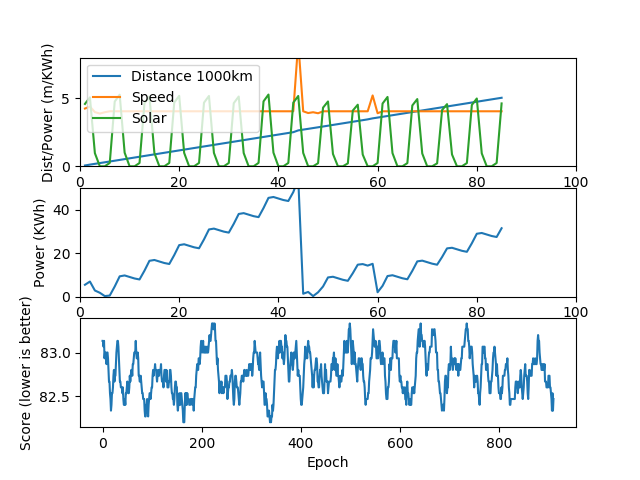 Dist/Power (m/KWh)
Distance 1000km
Speed
Solar
5
0
0 20 40 60 80 100
Power (KWh)
40
20
0
0 20 40 60 80 100
Score (lower is better)
83.0
82.5
0 200 400 600 800
Epoch